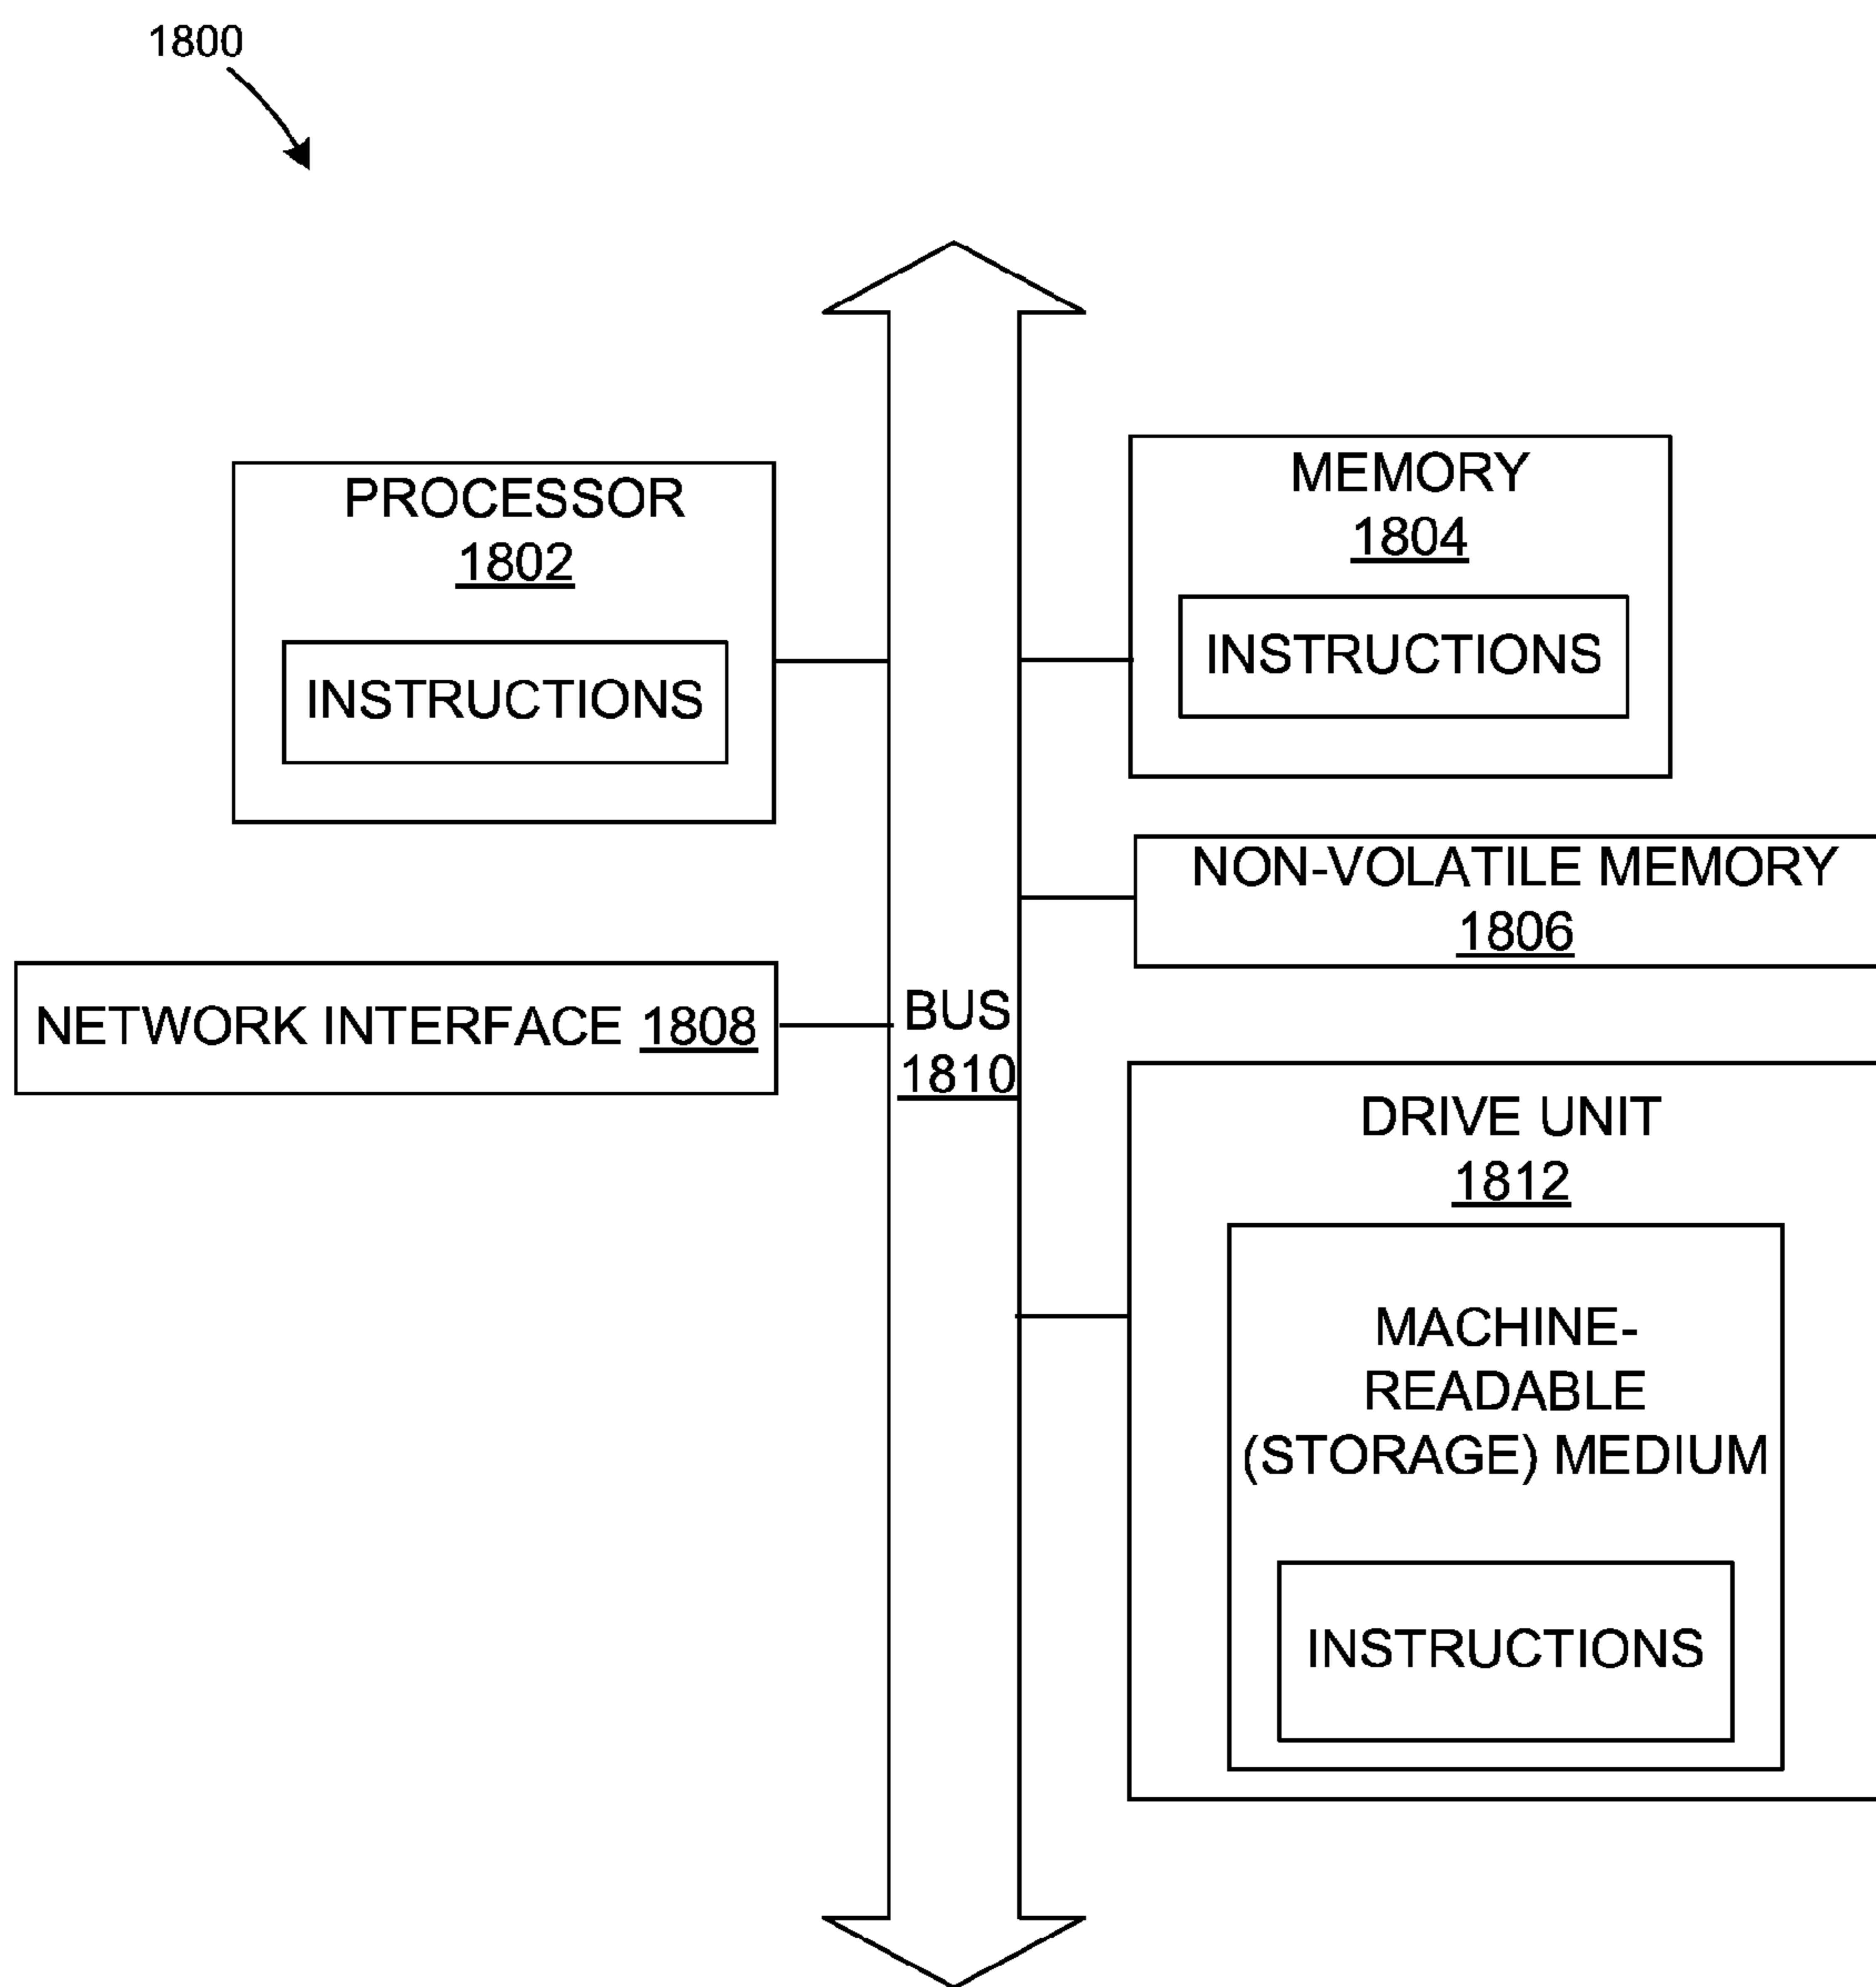 1800
PROCESSOR
1802
INSTRUCTIONS
MEMORY
1804
INSTRUCTIONS
NON-VOLATILE MEMORY
1806
NETWORK INTERFACE 1808
BUS
1810
DRIVE UNIT
1812
MACHINE-
READABLE
(STORAGE) MEDIUM
INSTRUCTIONS